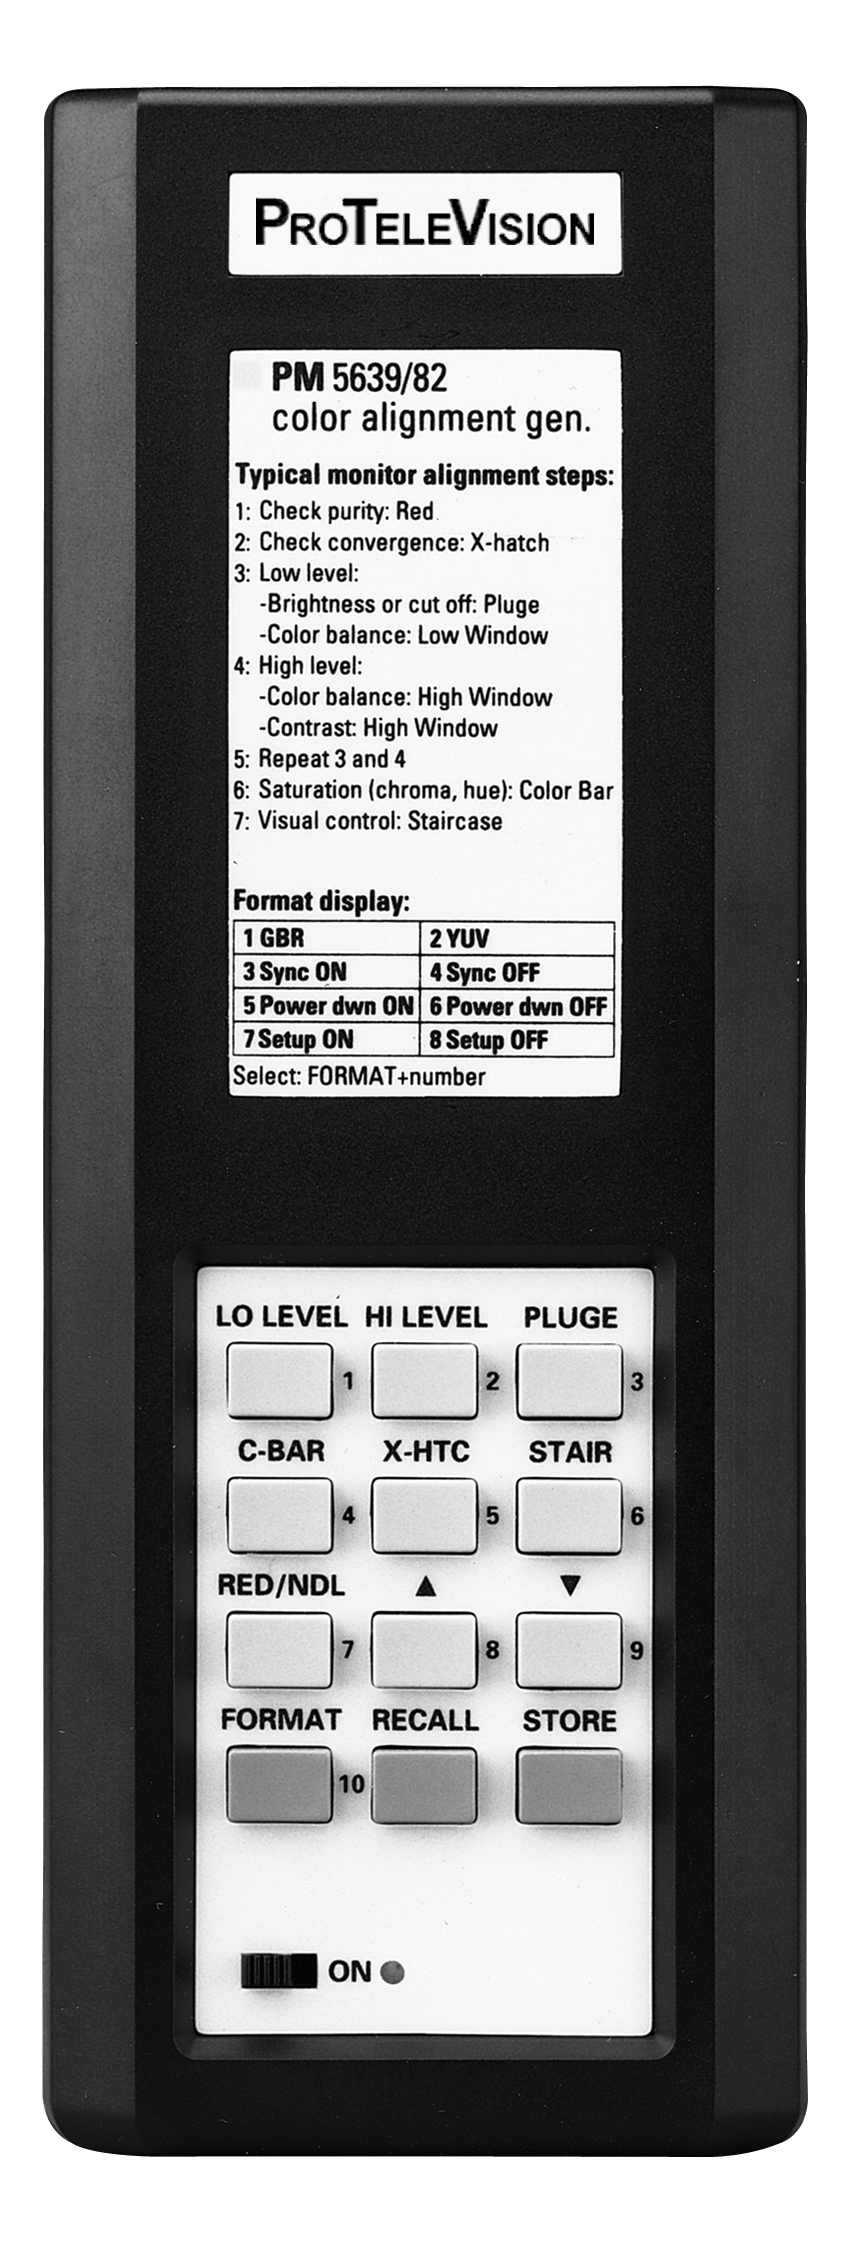 PROTELEVISION
PM 5639/82
color alignment gen.
Typical monitor alignment steps:
1: Check purity: Red
2: Check convergence: X-hatch
3: Low level:
-Brightness or cut off: Pluge
-Color balance: Low Window
4: High level:
-Color balance: High Window
-Contrast: High Window
5: Repeat 3 and 4
6: Saturation (chroma, hue): Color Bar
7: Visual control: Staircase
Format display:
1 GBR 2 YUV
3 Sync ON 4 Sync OFF
5 Power dwn ON 6 Power dwn OFF
7 Setup ON 8 Setup OFF
Select: FORMAT+number
LO LEVEL HI LEVEL PLUGE
1 2 3
C-BAR X-HTC STAIR
4 5 6
RED/NDL ▲ ▼
7 8 9
FORMAT RECALL STORE
10
ON